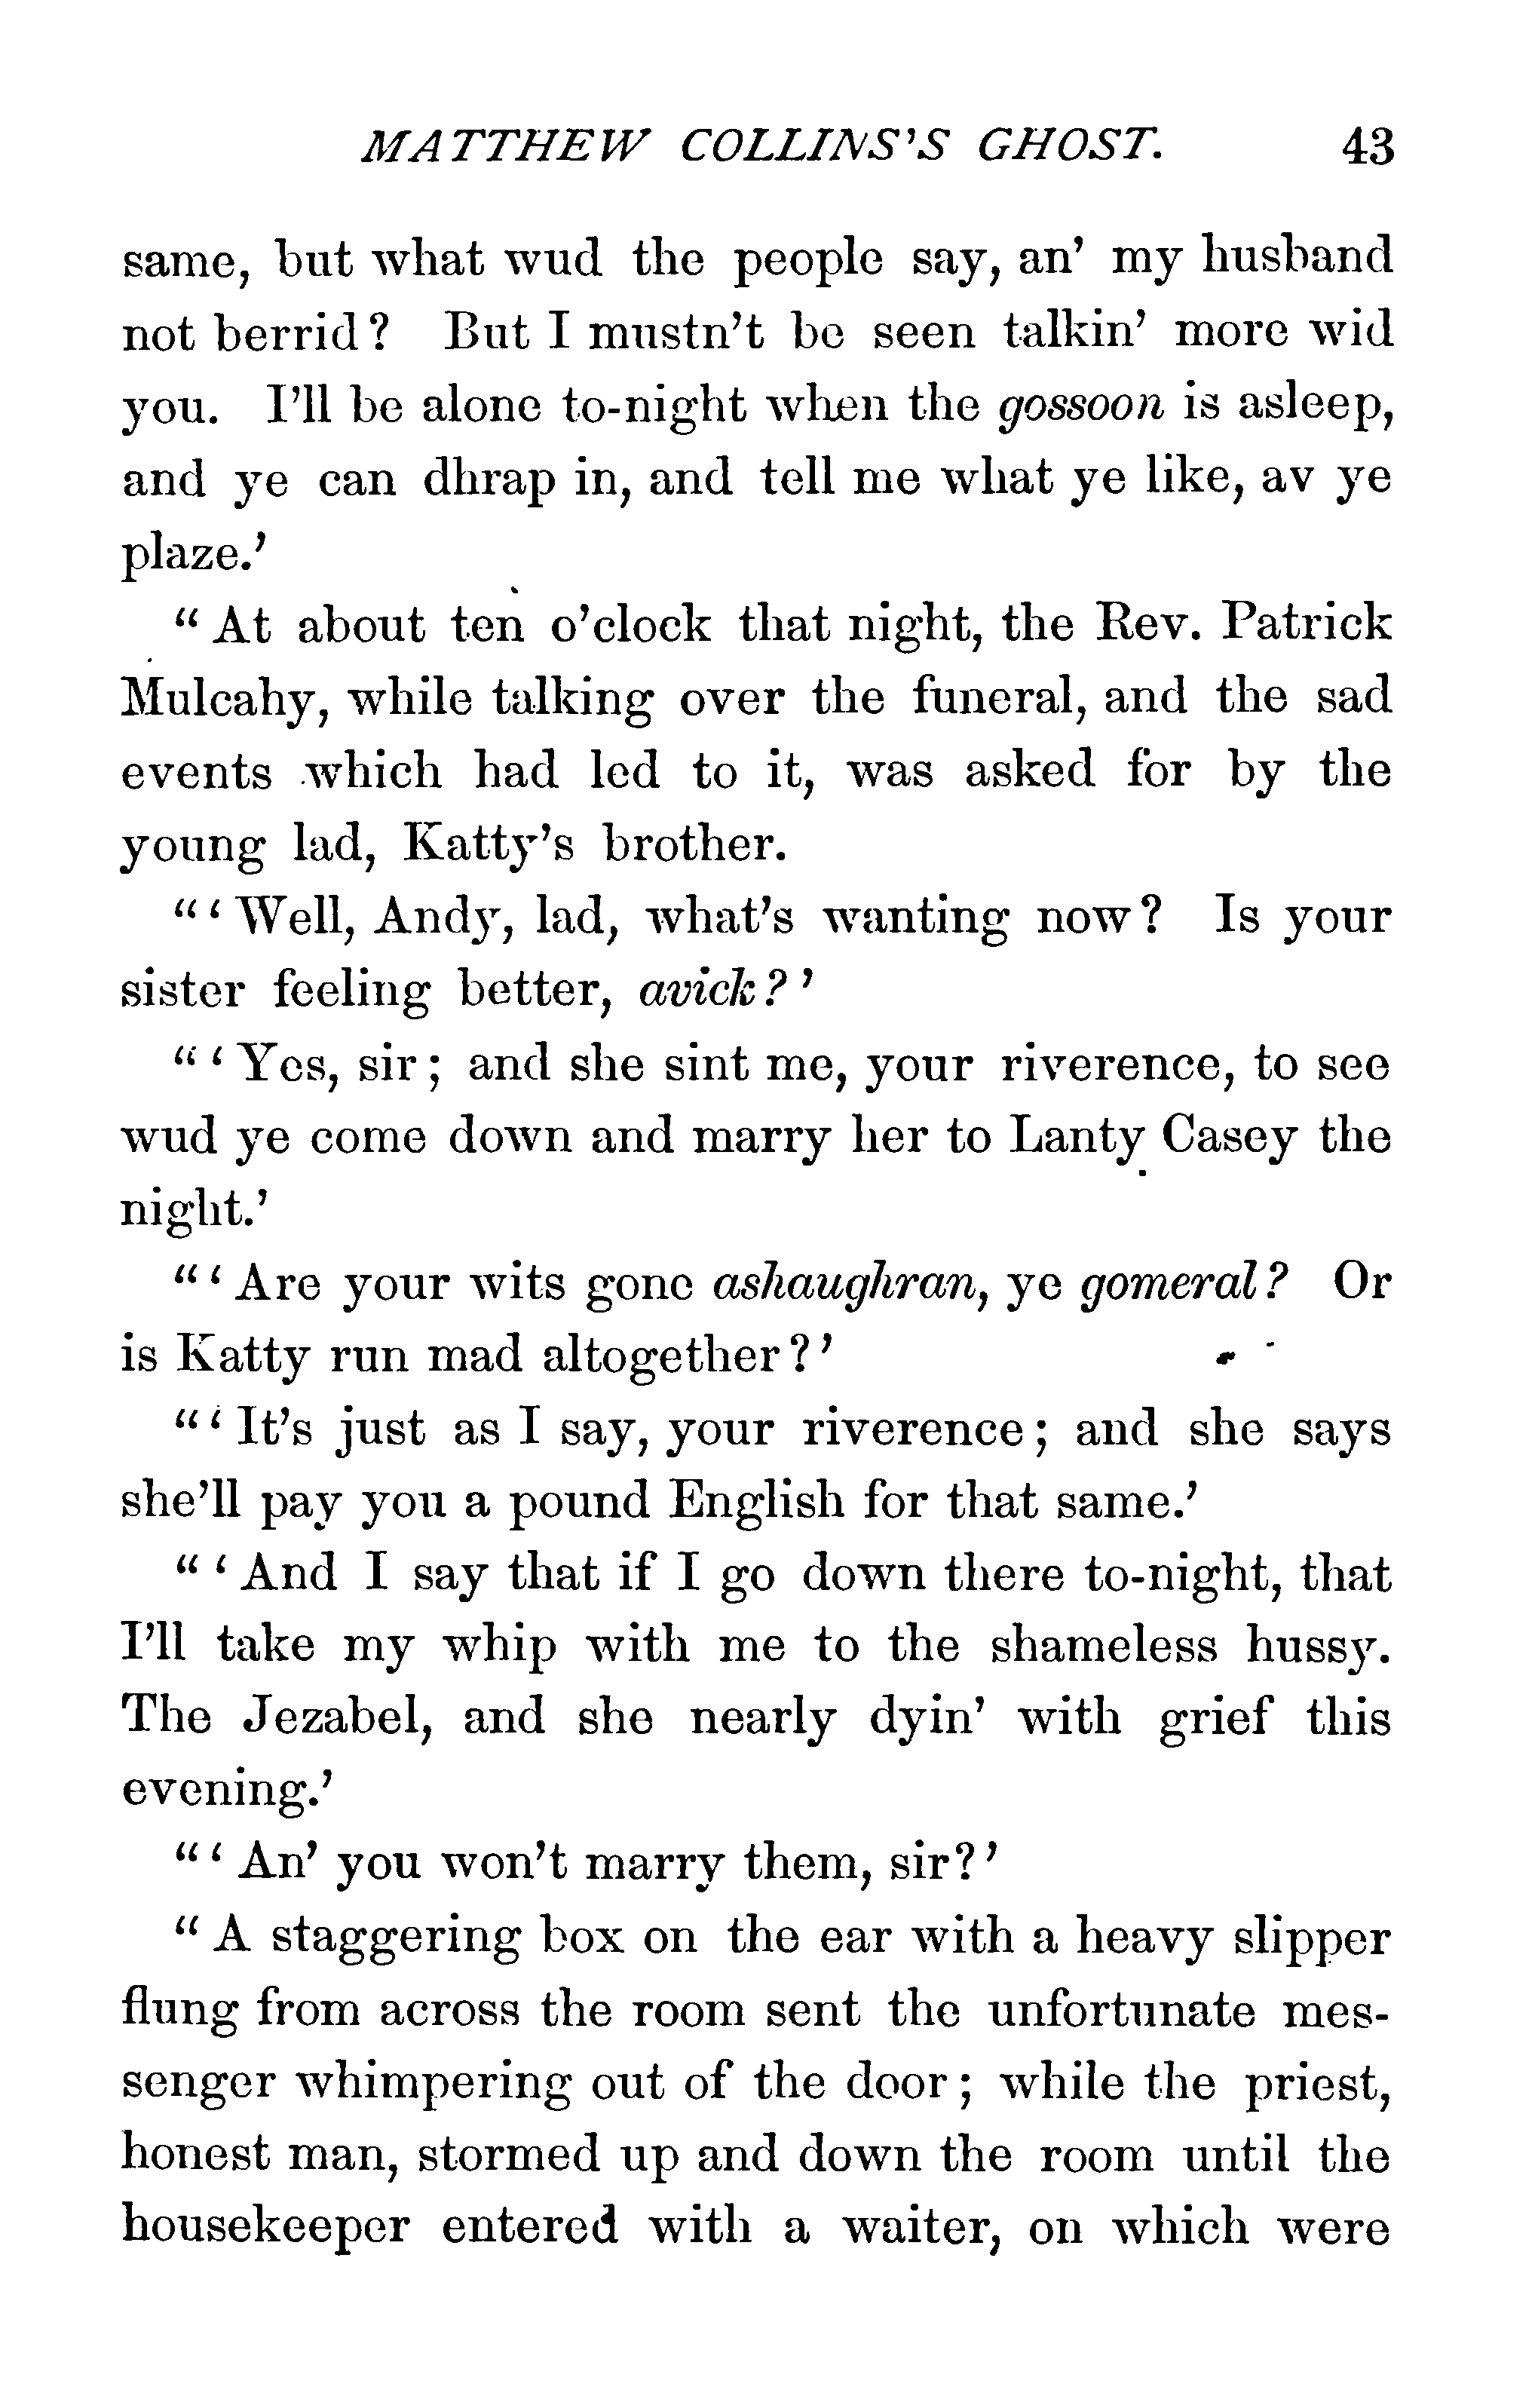 MATTHEW COLLINS'S GHOST. 43
same, but what wud the people say, an' my husband
not berrid? But I mustn't be seen talkin' more wid
you. I'll be alone to-night when the gossoon is asleep,
and ye can dhrap in, and tell me what ye like, av ye
plaze.'
"At about ten o'clock that night, the Rev. Patrick
Mulcahy, while talking over the funeral, and the sad
events which had led to it, was asked for by the
young lad, Katty's brother.
"'Well, Andy, lad, what's wanting now? Is your
sister feeling better, avick?'
"'Yes, sir; and she sint me, your riverence, to see
wud ye come down and marry her to Lanty Casey the
night.'
"'Are your wits gone ashaughran, ye gomeral? Or
is Katty run mad altogether?'
"'It's just as I say, your riverence; and she says
she'll pay you a pound English for that same.'
"'And I say that if I go down there to-night, that
I'll take my whip with me to the shameless hussy.
The Jezabel, and she nearly dyin' with grief this
evening.'
"'An' you won't marry them, sir?'
"A staggering box on the ear with a heavy slipper
flung from across the room sent the unfortunate mes-
senger whimpering out of the door; while the priest,
honest man, stormed up and down the room until the
housekeeper entered with a waiter, on which were